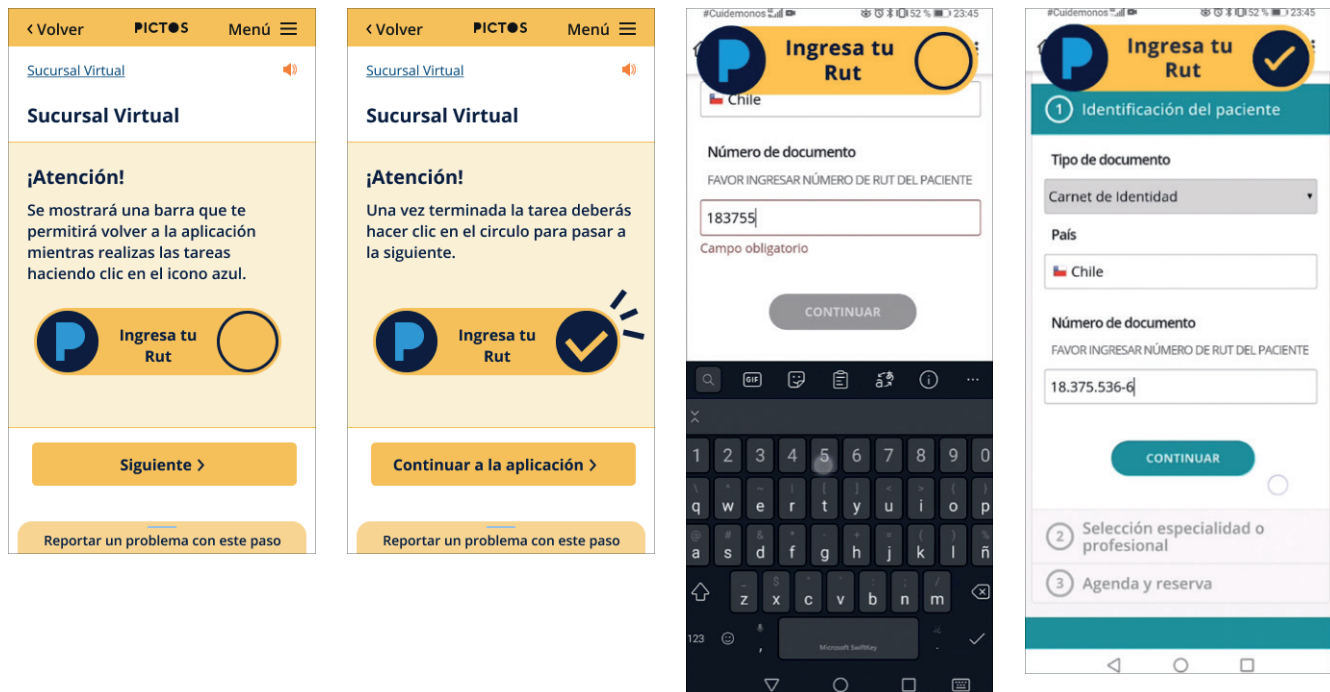 ‹ Volver
PICTOS
Menú
Sucursal Virtual
Sucursal Virtual
¡Atención!
Se mostrará una barra que te
permitirá volver a la aplicación
mientras realizas las tareas
haciendo clic en el icono azul.
P
Ingresa tu
Rut
Siguiente ›
Reportar un problema con este paso
‹ Volver
PICTOS
Menú
Sucursal Virtual
Sucursal Virtual
¡Atención!
Una vez terminada la tarea deberás
hacer clic en el circulo para pasar a
la siguiente.
P
Ingresa tu
Rut
Continuar a la aplicación ›
Reportar un problema con este paso
#Cuidemonos 52 % 23:45
P
Ingresa tu
Rut
Chile
Número de documento
FAVOR INGRESAR NÚMERO DE RUT DEL PACIENTE
183755
Campo obligatorio
CONTINUAR
GIF
1 2 3 4 5 6 7 8 9 0
q w e r t y u i o p
a s d f g h j k l ñ
z x c v b n m
123 , Microsoft SwiftKey .
#Cuidemonos 52 % 23:45
P
Ingresa tu
Rut
1 Identificación del paciente
Tipo de documento
Carnet de Identidad
País
Chile
Número de documento
FAVOR INGRESAR NÚMERO DE RUT DEL PACIENTE
18.375.536-6
CONTINUAR
2 Selección especialidad o
profesional
3 Agenda y reserva